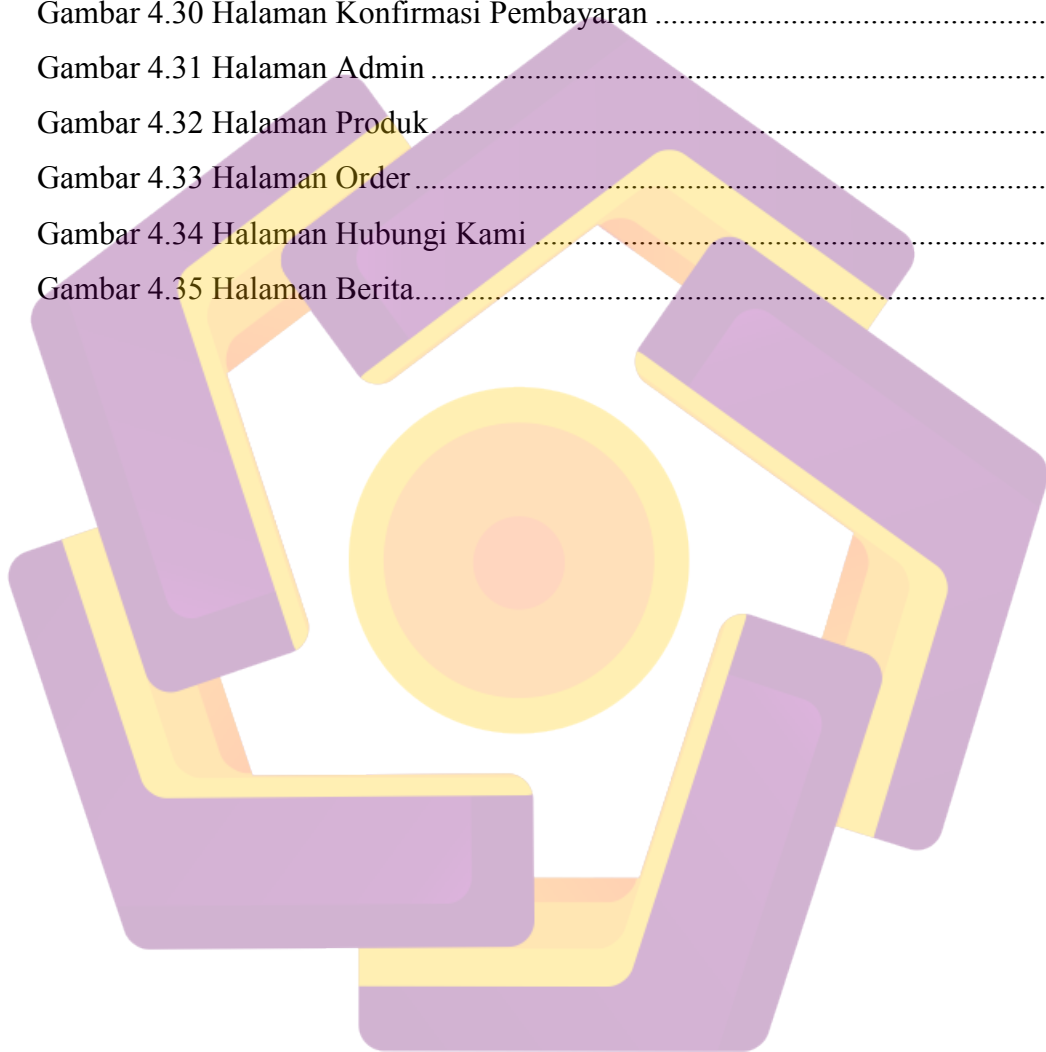 Gambar 4.30 Halaman Konfirmasi Pembayaran ................................................
Gambar 4.31 Halaman Admin ............................................................................
Gambar 4.32 Halaman Produk............................................................................
Gambar 4.33 Halaman Order ..............................................................................
Gambar 4.34 Halaman Hubungi Kami ...............................................................
Gambar 4.35 Halaman Berita..............................................................................